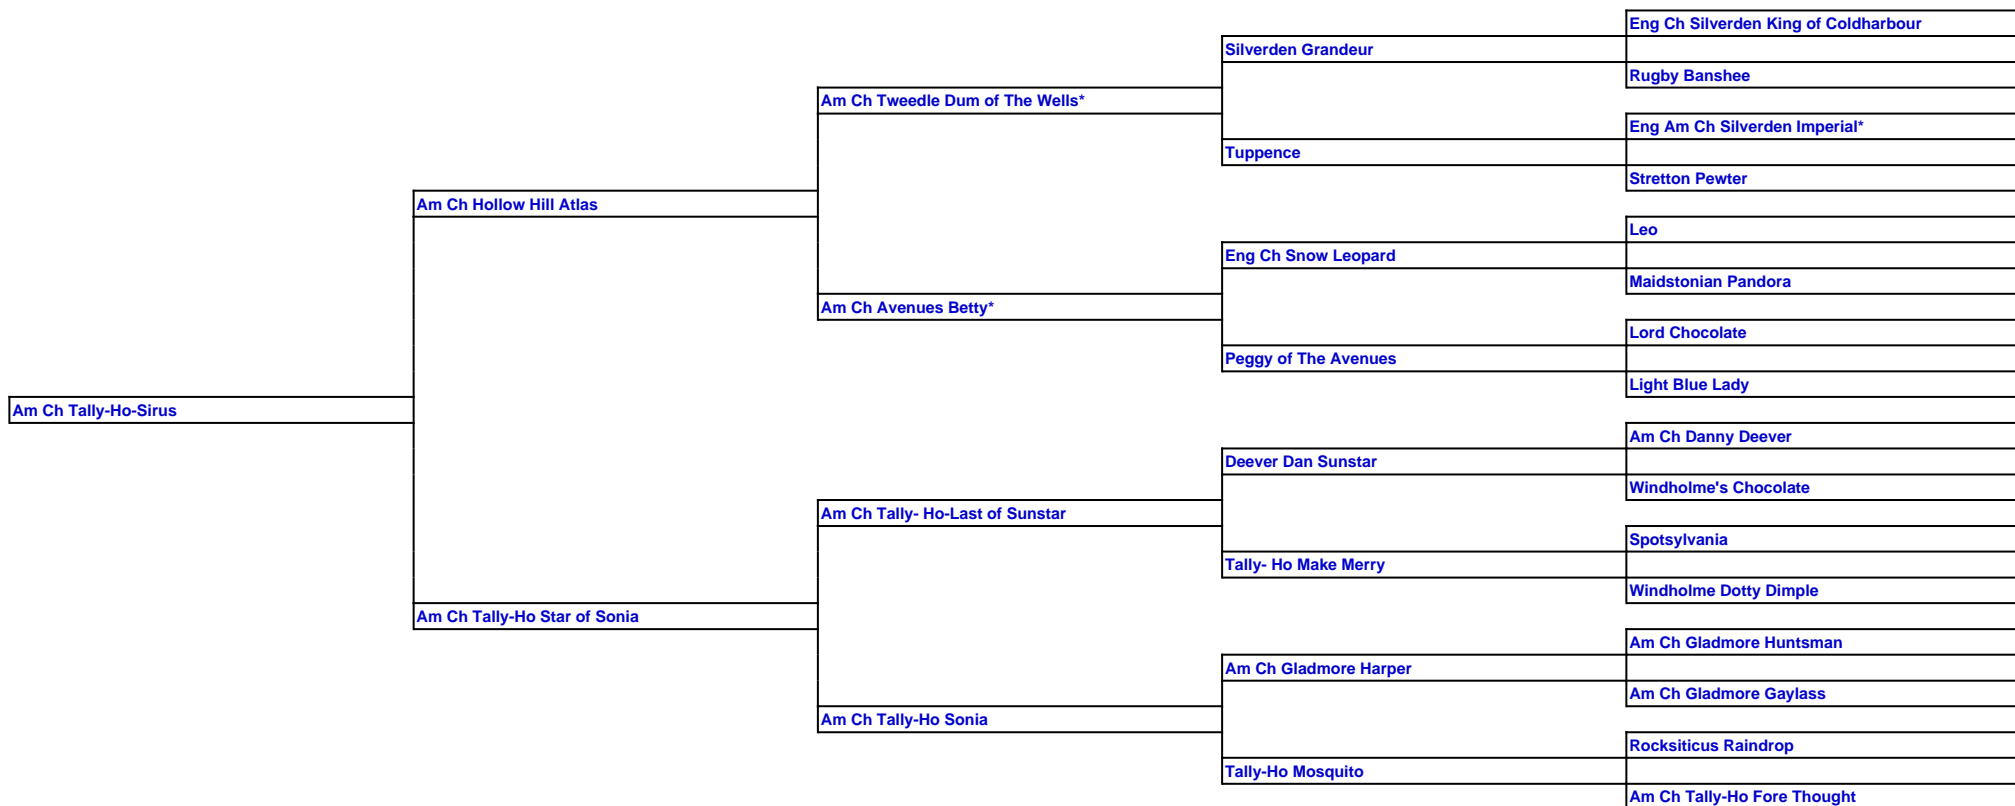 Eng Ch Silverden King of Coldharbour
Silverden Grandeur
Rugby Banshee
Am Ch Tweedle Dum of The Wells*
Eng Am Ch Silverden Imperial*
Tuppence
Stretton Pewter
Am Ch Hollow Hill Atlas
Leo
Eng Ch Snow Leopard
Maidstonian Pandora
Am Ch Avenues Betty*
Lord Chocolate
Peggy of The Avenues
Light Blue Lady
Am Ch Tally-Ho-Sirus
Am Ch Danny Deever
Deever Dan Sunstar
Windholme's Chocolate
Am Ch Tally- Ho-Last of Sunstar
Spotsylvania
Tally- Ho Make Merry
Windholme Dotty Dimple
Am Ch Tally-Ho Star of Sonia
Am Ch Gladmore Huntsman
Am Ch Gladmore Harper
Am Ch Gladmore Gaylass
Am Ch Tally-Ho Sonia
Rocksiticus Raindrop
Tally-Ho Mosquito
Am Ch Tally-Ho Fore Thought